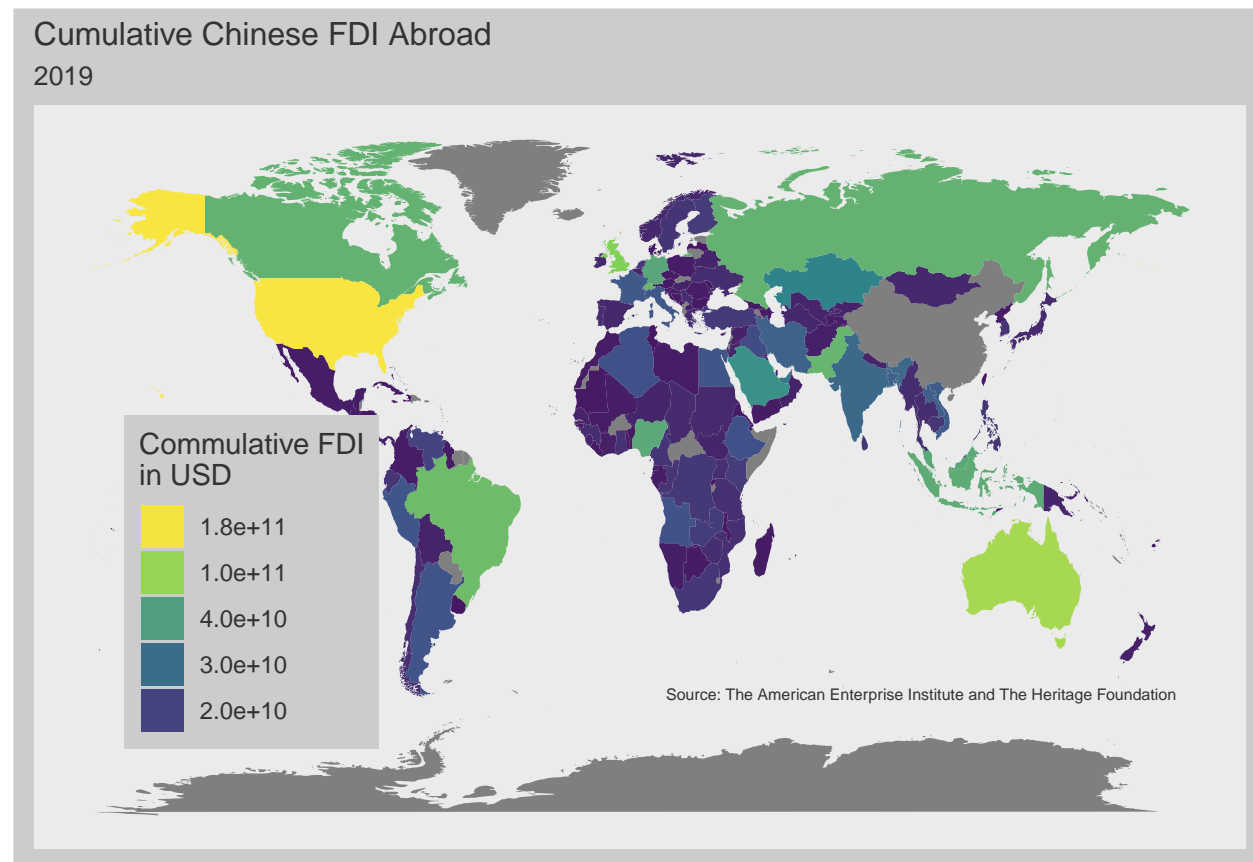 Cumulative Chinese FDI Abroad
2019
Commulative FDI
in USD
1.8e+11
1.0e+11
4.0e+10
3.0e+10
2.0e+10
Source: The American Enterprise Institute and The Heritage Foundation